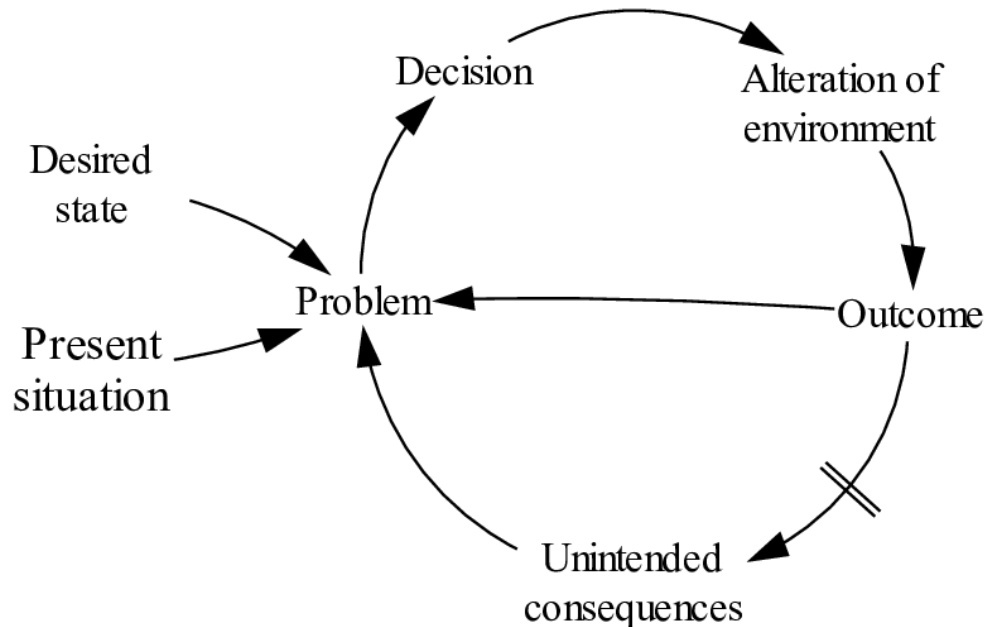 Decision
Alteration of
environment
Desired
state
Problem
Outcome
Present
situation
Unintended
consequences